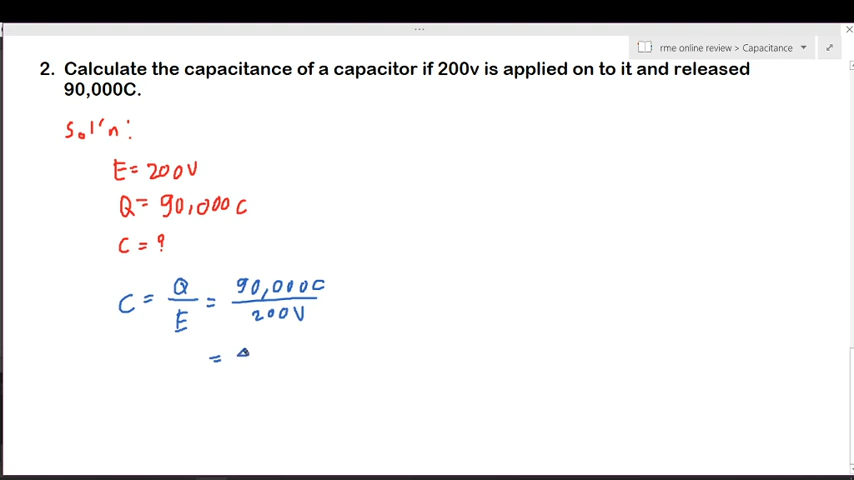 rme online review > Capacitance
2. Calculate the capacitance of a capacitor if 200v is applied on to it and released
90,000C.
Sol'n:
E = 200V
Q = 90,000C
C = ?
C = Q/E = 90,000C/200V
=